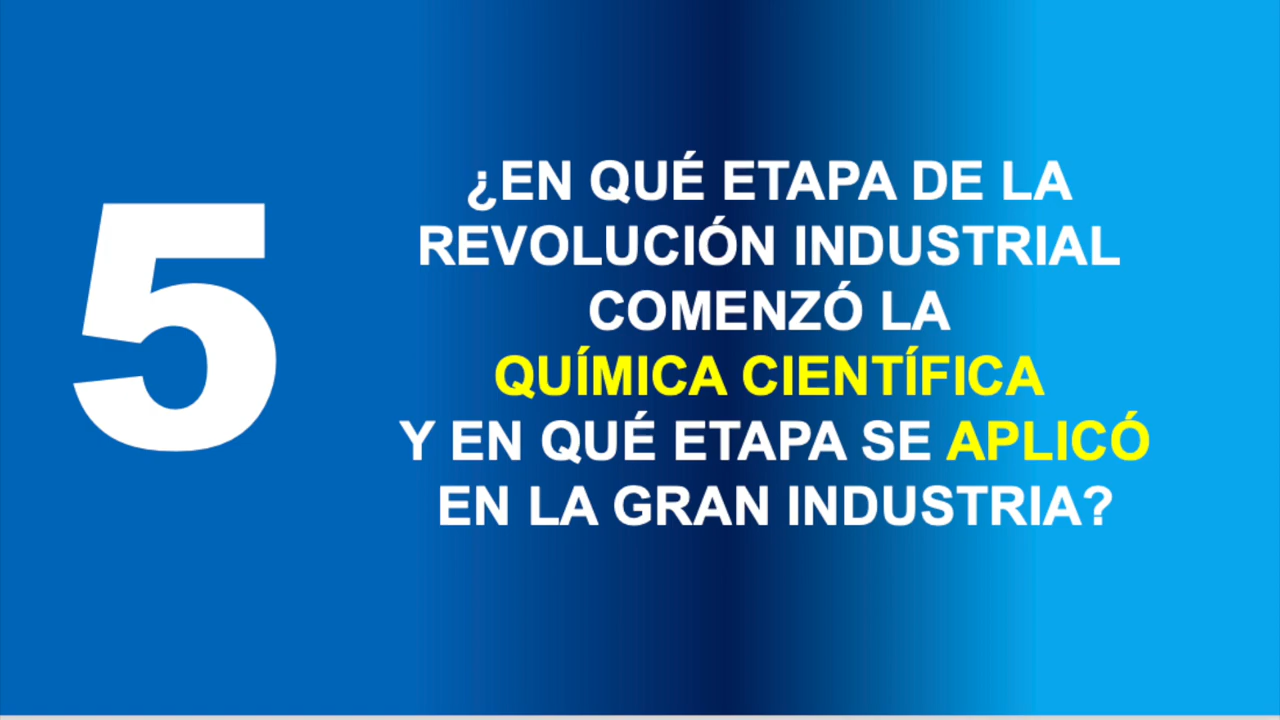 5
¿EN QUÉ ETAPA DE LA
REVOLUCIÓN INDUSTRIAL
COMENZÓ LA
QUÍMICA CIENTÍFICA
Y EN QUÉ ETAPA SE APLICÓ
EN LA GRAN INDUSTRIA?